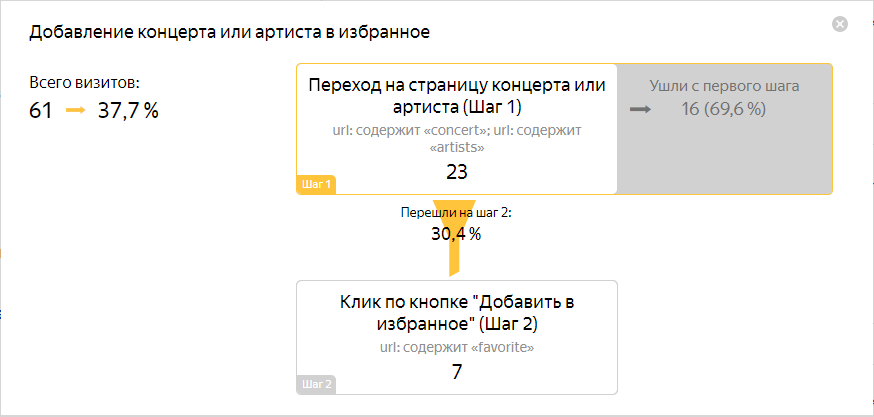 Добавление концерта или артиста в избранное
Всего визитов:
61 → 37,7 %
Переход на страницу концерта или
артиста (Шаг 1)
url: содержит «concert»; url: содержит
«artists»
23
Шаг 1
Ушли с первого шага
→ 16 (69,6 %)
Перешли на шаг 2:
30,4 %
Клик по кнопке "Добавить в
избранное" (Шаг 2)
url: содержит «favorite»
7
Шаг 2